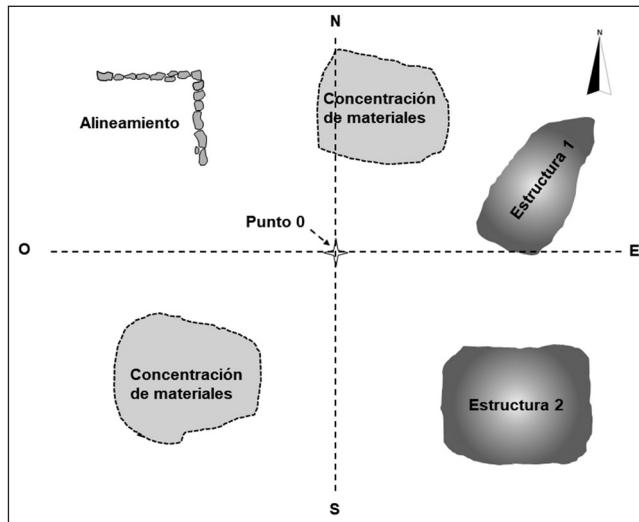 N
N
Concentración
de materiales
Alineamiento
Estructura 1
Punto 0
O
E
Concentración
de materiales
Estructura 2
S